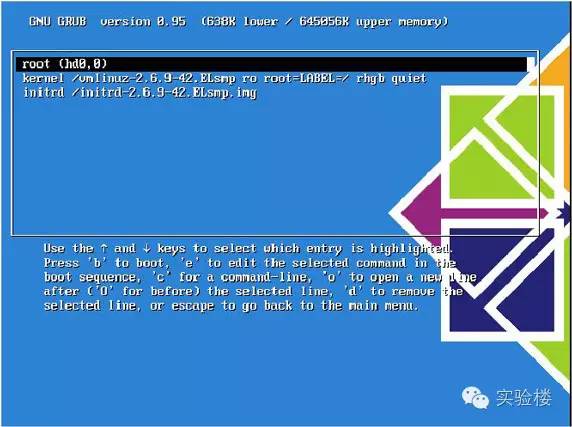 GNU GRUB version 0.95 (638K lower / 645056K upper memory)
root (hd0,0)
kernel /vmlinuz-2.6.9-42.ELsmp ro root=LABEL=/ rhgb quiet
initrd /initrd-2.6.9-42.ELsmp.img
Use the ↑ and ↓ keys to select which entry is highlighted.
Press 'b' to boot, 'e' to edit the selected command in the
boot sequence, 'c' for a command-line, 'o' to open a new line
after ('O' for before) the selected line, 'd' to remove the
selected line, or escape to go back to the main menu.
实验楼